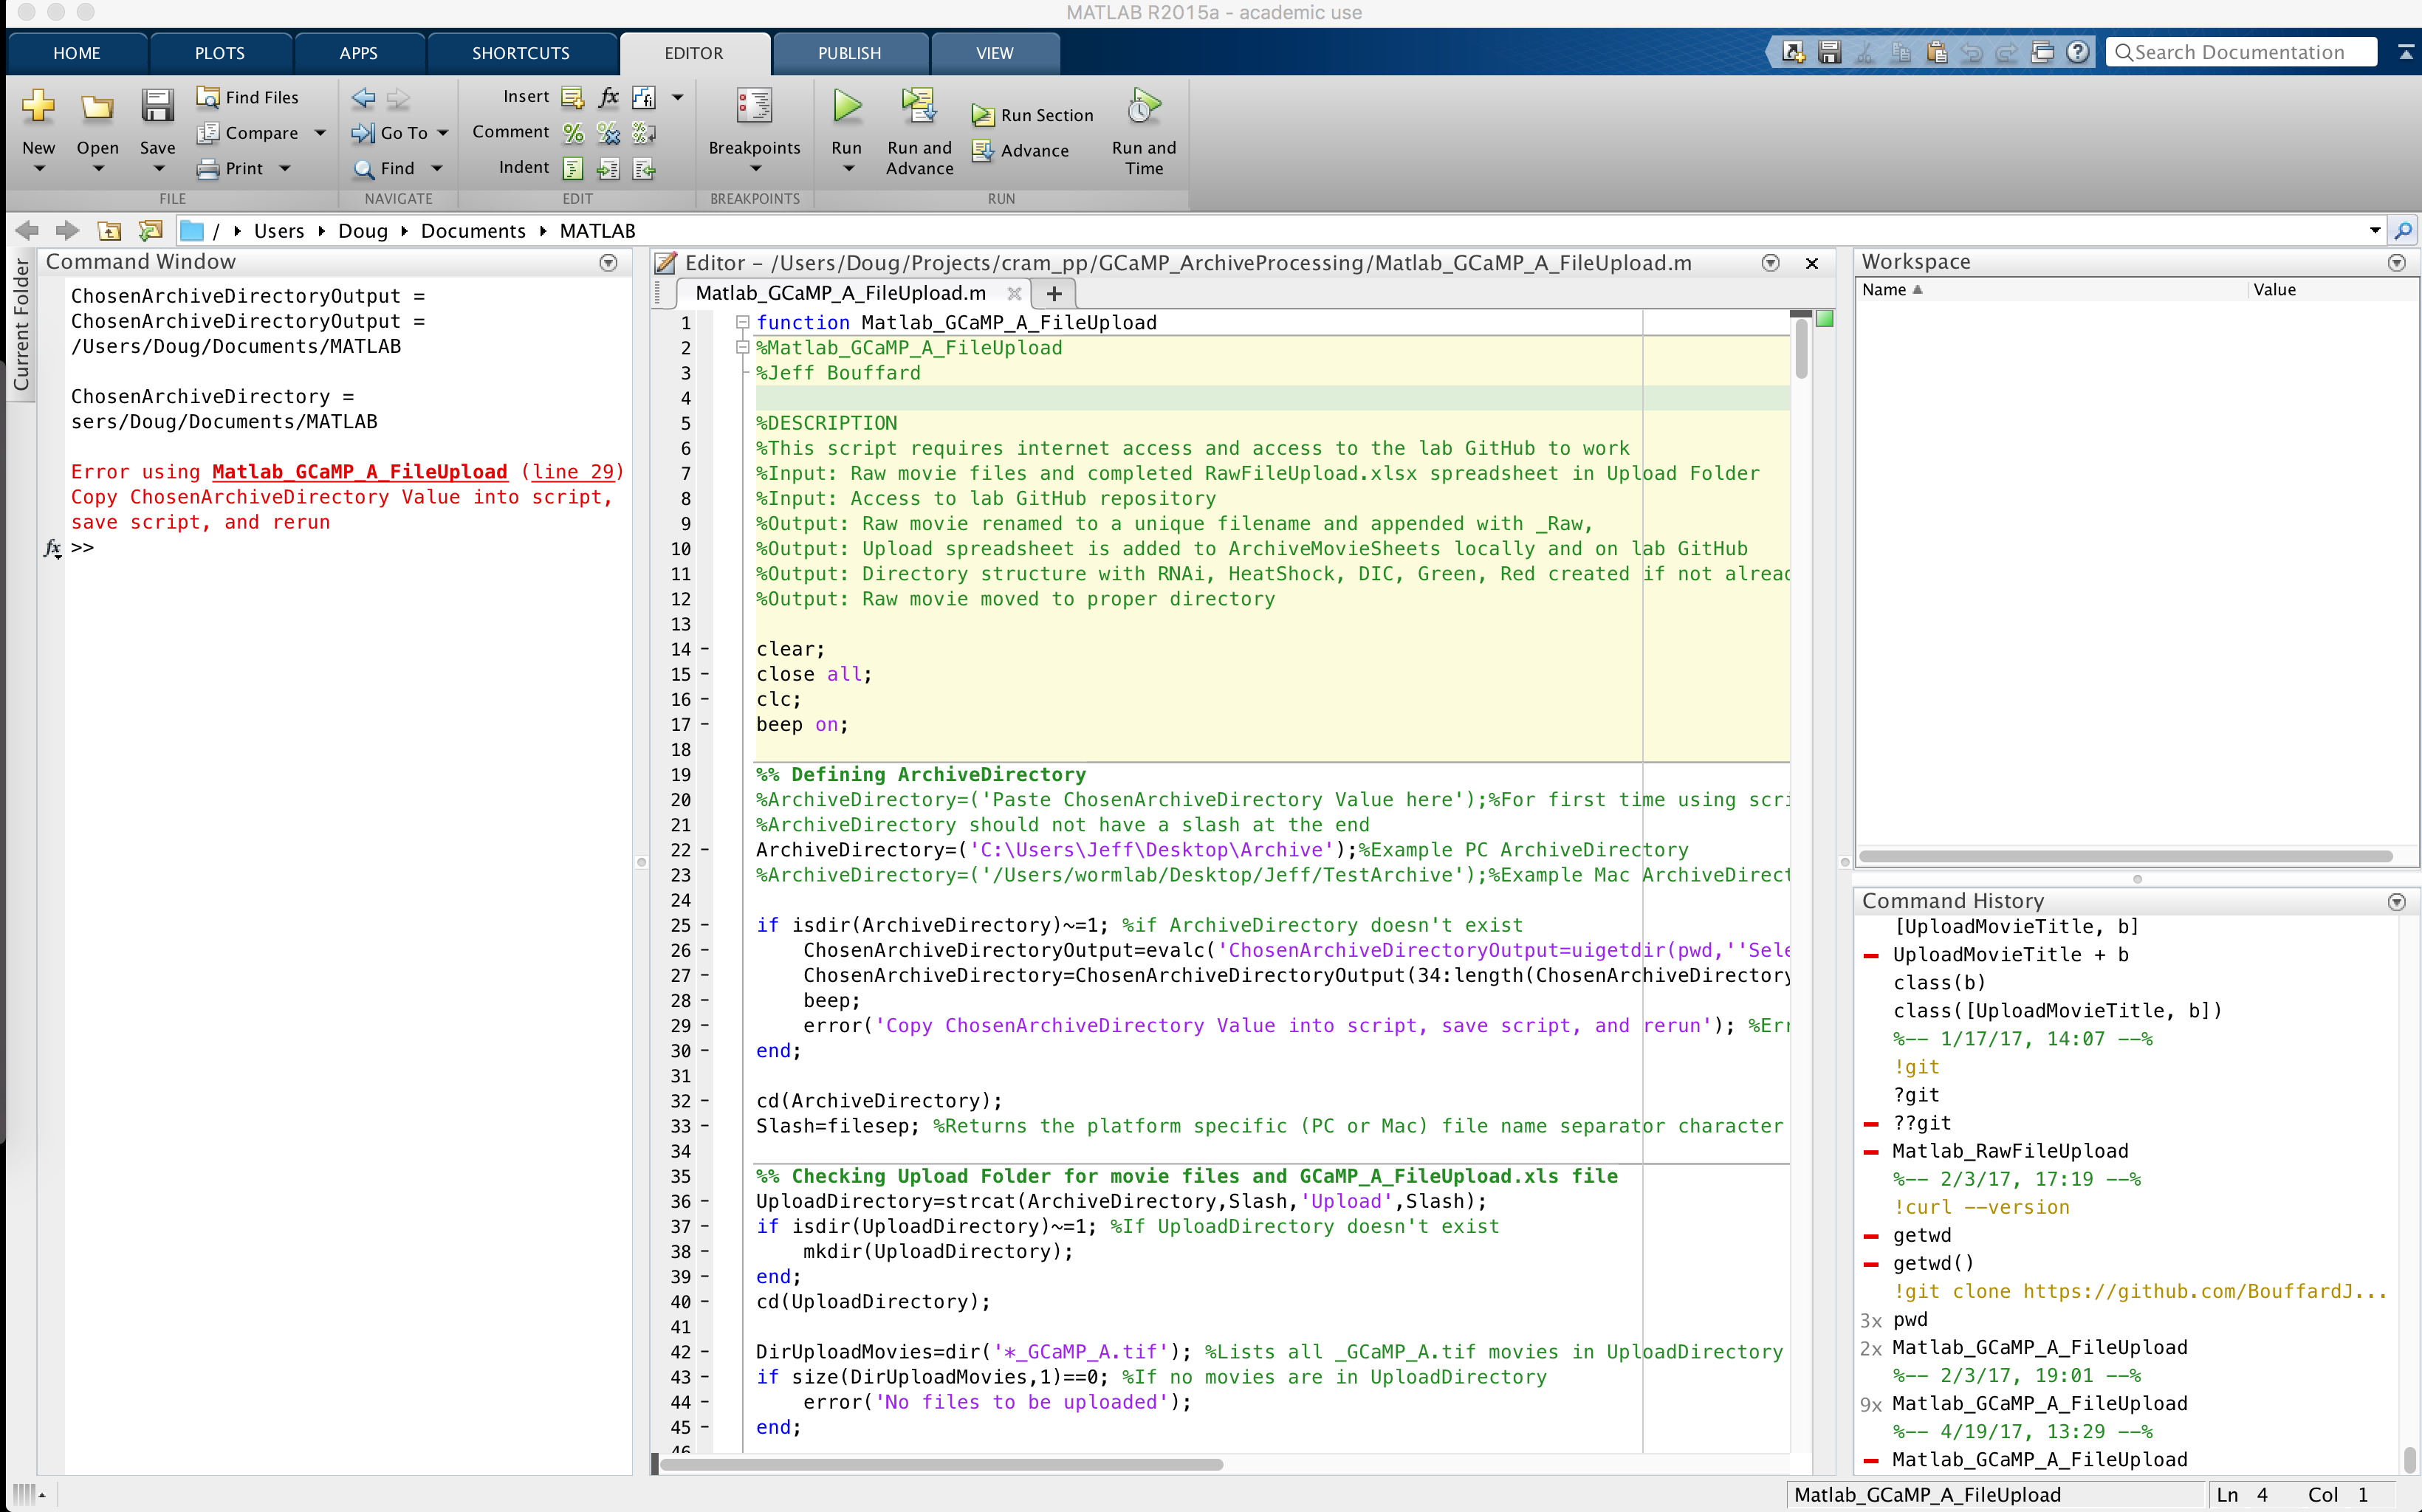 MATLAB R2015a - academic use
HOME PLOTS APPS SHORTCUTS EDITOR PUBLISH VIEW
Search Documentation
New Open Save
Find Files
Compare
Print
FILE
Go To
Find
NAVIGATE
Insert
Comment
Indent
EDIT
Breakpoints
BREAKPOINTS
Run
Run and Advance
Run Section
Advance
Run and Time
RUN
/ Users Doug Documents MATLAB
Current Folder
Command Window
ChosenArchiveDirectoryOutput =
ChosenArchiveDirectoryOutput =
/Users/Doug/Documents/MATLAB
ChosenArchiveDirectory =
sers/Doug/Documents/MATLAB
Error using Matlab_GCaMP_A_FileUpload (line 29)
Copy ChosenArchiveDirectory Value into script,
save script, and rerun
fx >>
Editor - /Users/Doug/Projects/cram_pp/GCaMP_ArchiveProcessing/Matlab_GCaMP_A_FileUpload.m
Matlab_GCaMP_A_FileUpload.m
1 function Matlab_GCaMP_A_FileUpload
2 %Matlab_GCaMP_A_FileUpload
3 %Jeff Bouffard
4
5 %DESCRIPTION
6 %This script requires internet access and access to the lab GitHub to work
7 %Input: Raw movie files and completed RawFileUpload.xlsx spreadsheet in Upload Folder
8 %Input: Access to lab GitHub repository
9 %Output: Raw movie renamed to a unique filename and appended with _Raw,
10 %Output: Upload spreadsheet is added to ArchiveMovieSheets locally and on lab GitHub
11 %Output: Directory structure with RNAi, HeatShock, DIC, Green, Red created if not alread
12 %Output: Raw movie moved to proper directory
13
14 - clear;
15 - close all;
16 - clc;
17 - beep on;
18
19 %% Defining ArchiveDirectory
20 %ArchiveDirectory=('Paste ChosenArchiveDirectory Value here');%For first time using scri
21 %ArchiveDirectory should not have a slash at the end
22 - ArchiveDirectory=('C:\Users\Jeff\Desktop\Archive');%Example PC ArchiveDirectory
23 %ArchiveDirectory=('/Users/wormlab/Desktop/Jeff/TestArchive');%Example Mac ArchiveDirect
24
25 - if isdir(ArchiveDirectory)~=1; %if ArchiveDirectory doesn't exist
26 - ChosenArchiveDirectoryOutput=evalc('ChosenArchiveDirectoryOutput=uigetdir(pwd,''Sele
27 - ChosenArchiveDirectory=ChosenArchiveDirectoryOutput(34:length(ChosenArchiveDirectory
28 - beep;
29 - error('Copy ChosenArchiveDirectory Value into script, save script, and rerun'); %Err
30 - end;
31
32 - cd(ArchiveDirectory);
33 - Slash=filesep; %Returns the platform specific (PC or Mac) file name separator character
34
35 %% Checking Upload Folder for movie files and GCaMP_A_FileUpload.xls file
36 - UploadDirectory=strcat(ArchiveDirectory,Slash,'Upload',Slash);
37 - if isdir(UploadDirectory)~=1; %If UploadDirectory doesn't exist
38 - mkdir(UploadDirectory);
39 - end;
40 - cd(UploadDirectory);
41
42 - DirUploadMovies=dir('*_GCaMP_A.tif'); %Lists all _GCaMP_A.tif movies in UploadDirectory
43 - if size(DirUploadMovies,1)==0; %If no movies are in UploadDirectory
44 - error('No files to be uploaded');
45 - end;
46
Workspace
Name Value
Command History
[UploadMovieTitle, b]
UploadMovieTitle + b
class(b)
class([UploadMovieTitle, b])
%-- 1/17/17, 14:07 --%
!git
?git
??git
Matlab_RawFileUpload
%-- 2/3/17, 17:19 --%
!curl --version
getwd
getwd()
!git clone https://github.com/BouffardJ...
3x pwd
2x Matlab_GCaMP_A_FileUpload
%-- 2/3/17, 19:01 --%
9x Matlab_GCaMP_A_FileUpload
%-- 4/19/17, 13:29 --%
Matlab_GCaMP_A_FileUpload
Matlab_GCaMP_A_FileUpload Ln 4 Col 1